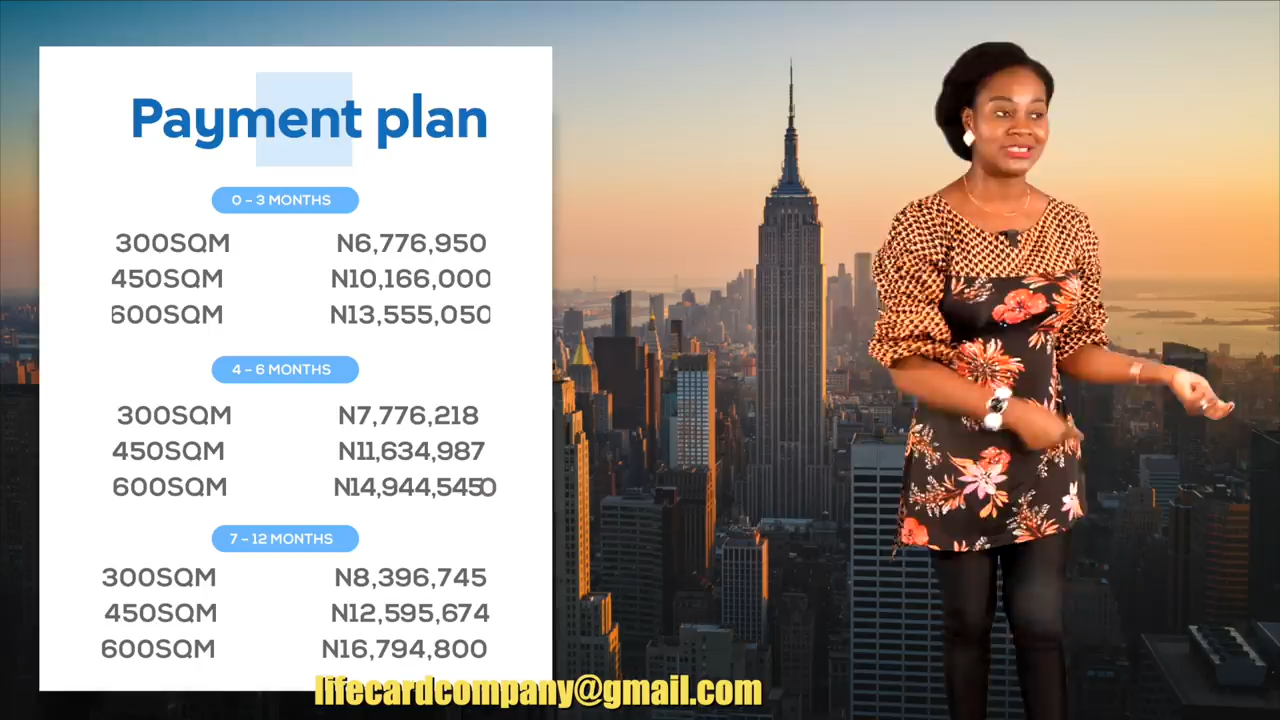 Payment plan
0 – 3 MONTHS
300SQM N6,776,950
450SQM N10,166,000
600SQM N13,555,050
4 – 6 MONTHS
300SQM N7,776,218
450SQM N11,634,987
600SQM N14,944,5450
7 – 12 MONTHS
300SQM N8,396,745
450SQM N12,595,674
600SQM N16,794,800
lifecardcompany@gmail.com